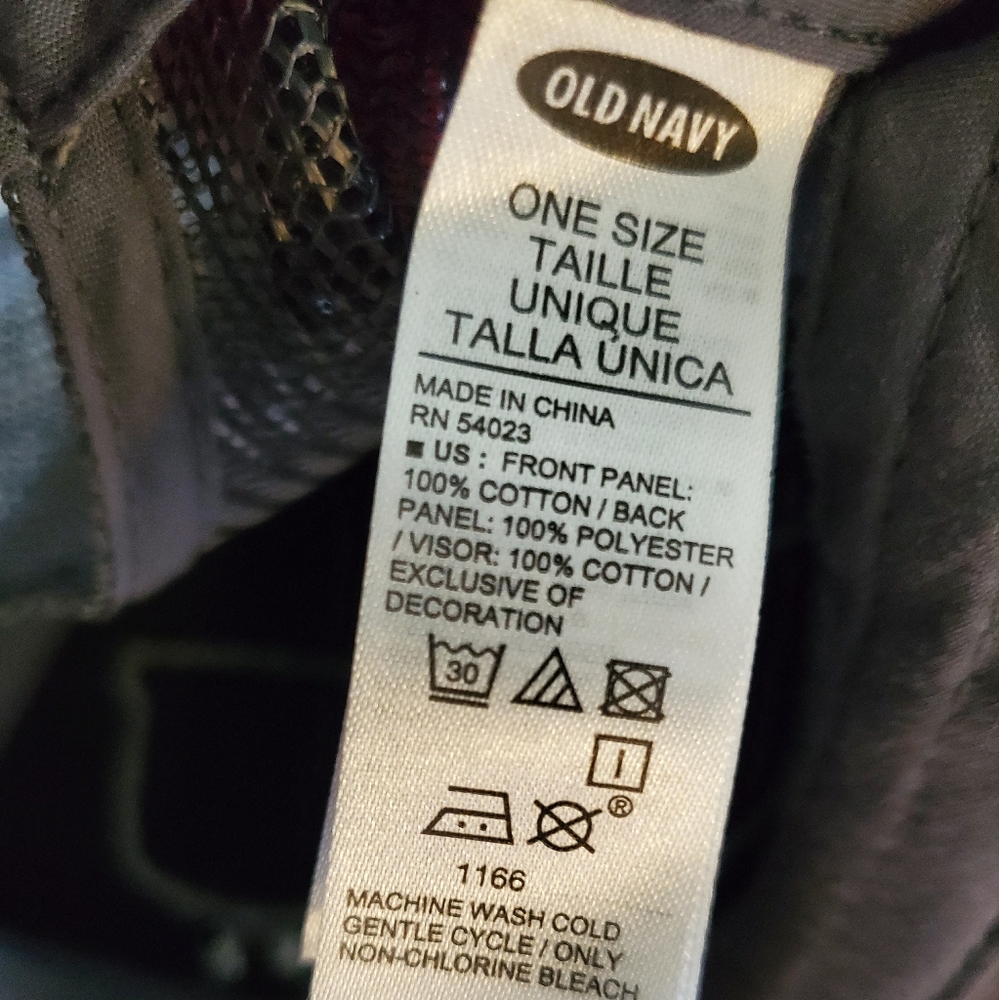 OLD NAVY
ONE SIZE
TAILLE
UNIQUE
TALLA ÚNICA
MADE IN CHINA
RN 54023
■ US : FRONT PANEL:
100% COTTON / BACK
PANEL: 100% POLYESTER
/ VISOR: 100% COTTON /
EXCLUSIVE OF
DECORATION
30
®
1166
MACHINE WASH COLD
GENTLE CYCLE / ONLY
NON-CHLORINE BLEACH